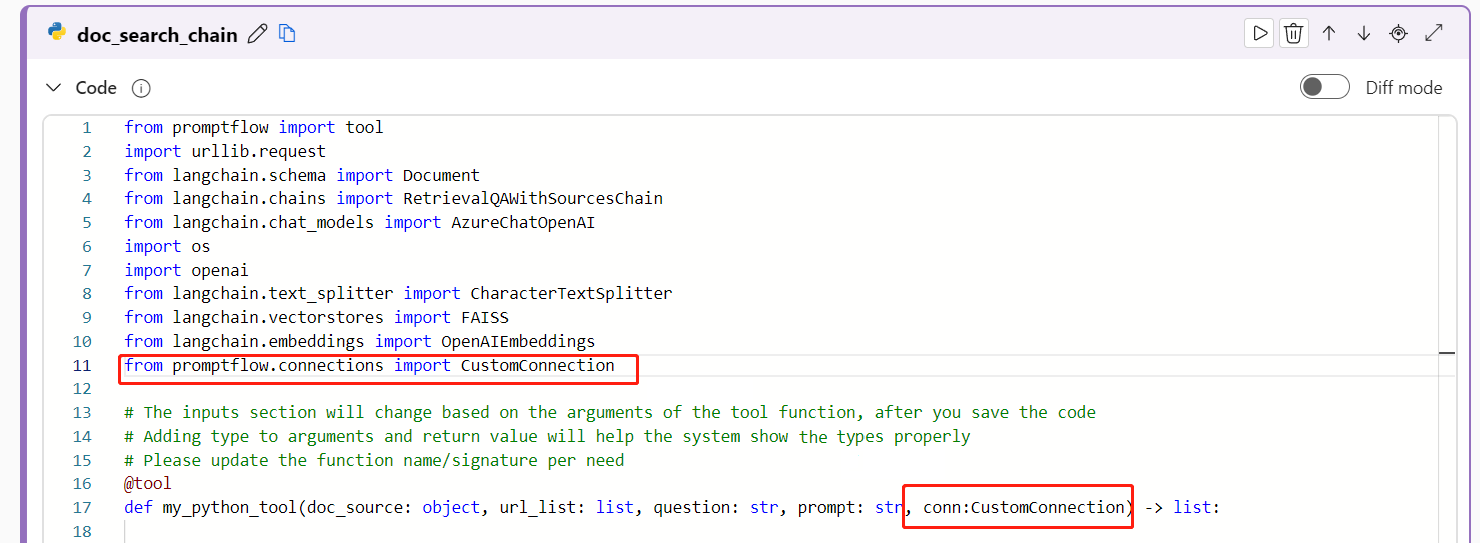 doc_search_chain
Code
Diff mode
1 from promptflow import tool
2 import urllib.request
3 from langchain.schema import Document
4 from langchain.chains import RetrievalQAWithSourcesChain
5 from langchain.chat_models import AzureChatOpenAI
6 import os
7 import openai
8 from langchain.text_splitter import CharacterTextSplitter
9 from langchain.vectorstores import FAISS
10 from langchain.embeddings import OpenAIEmbeddings
11 from promptflow.connections import CustomConnection
12
13 # The inputs section will change based on the arguments of the tool function, after you save the code
14 # Adding type to arguments and return value will help the system show the types properly
15 # Please update the function name/signature per need
16 @tool
17 def my_python_tool(doc_source: object, url_list: list, question: str, prompt: str, conn:CustomConnection) -> list:
18